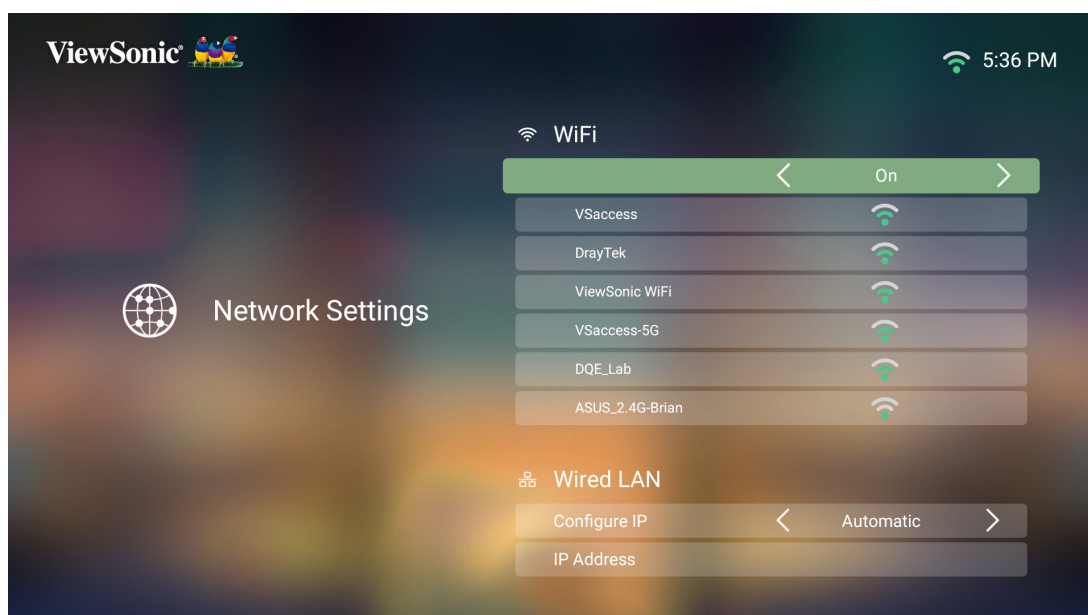 ViewSonic®
5:36 PM
WiFi
On
VSaccess
DrayTek
ViewSonic WiFi
VSaccess-5G
DQE_Lab
ASUS_2.4G-Brian
Network Settings
Wired LAN
Configure IP Automatic
IP Address